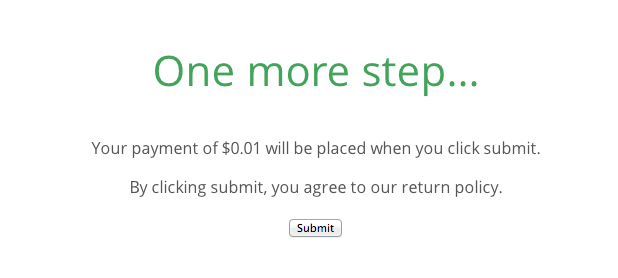 One more step...
Your payment of $0.01 will be placed when you click submit.
By clicking submit, you agree to our return policy.
Submit